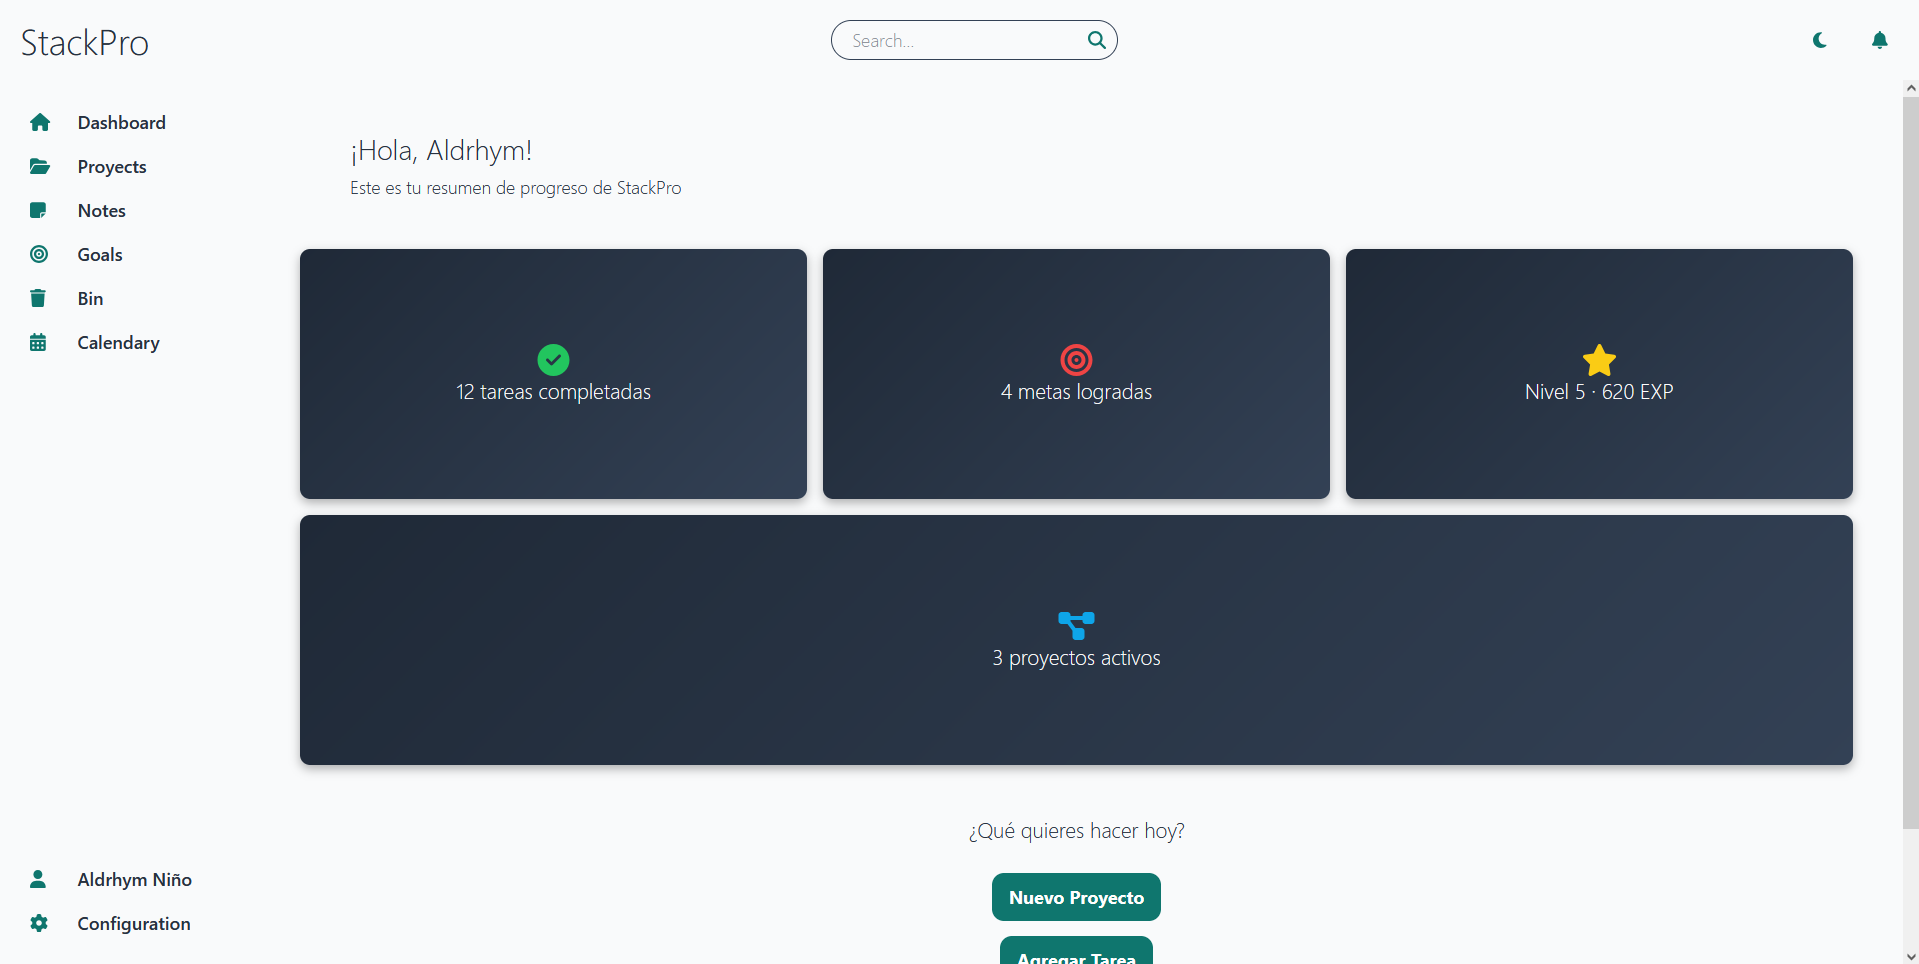 StackPro
Search...
Dashboard
Proyects
Notes
Goals
Bin
Calendary
¡Hola, Aldrhym!
Este es tu resumen de progreso de StackPro
12 tareas completadas
4 metas logradas
Nivel 5 · 620 EXP
3 proyectos activos
¿Qué quieres hacer hoy?
Nuevo Proyecto
Agregar Tarea
Aldrhym Niño
Configuration